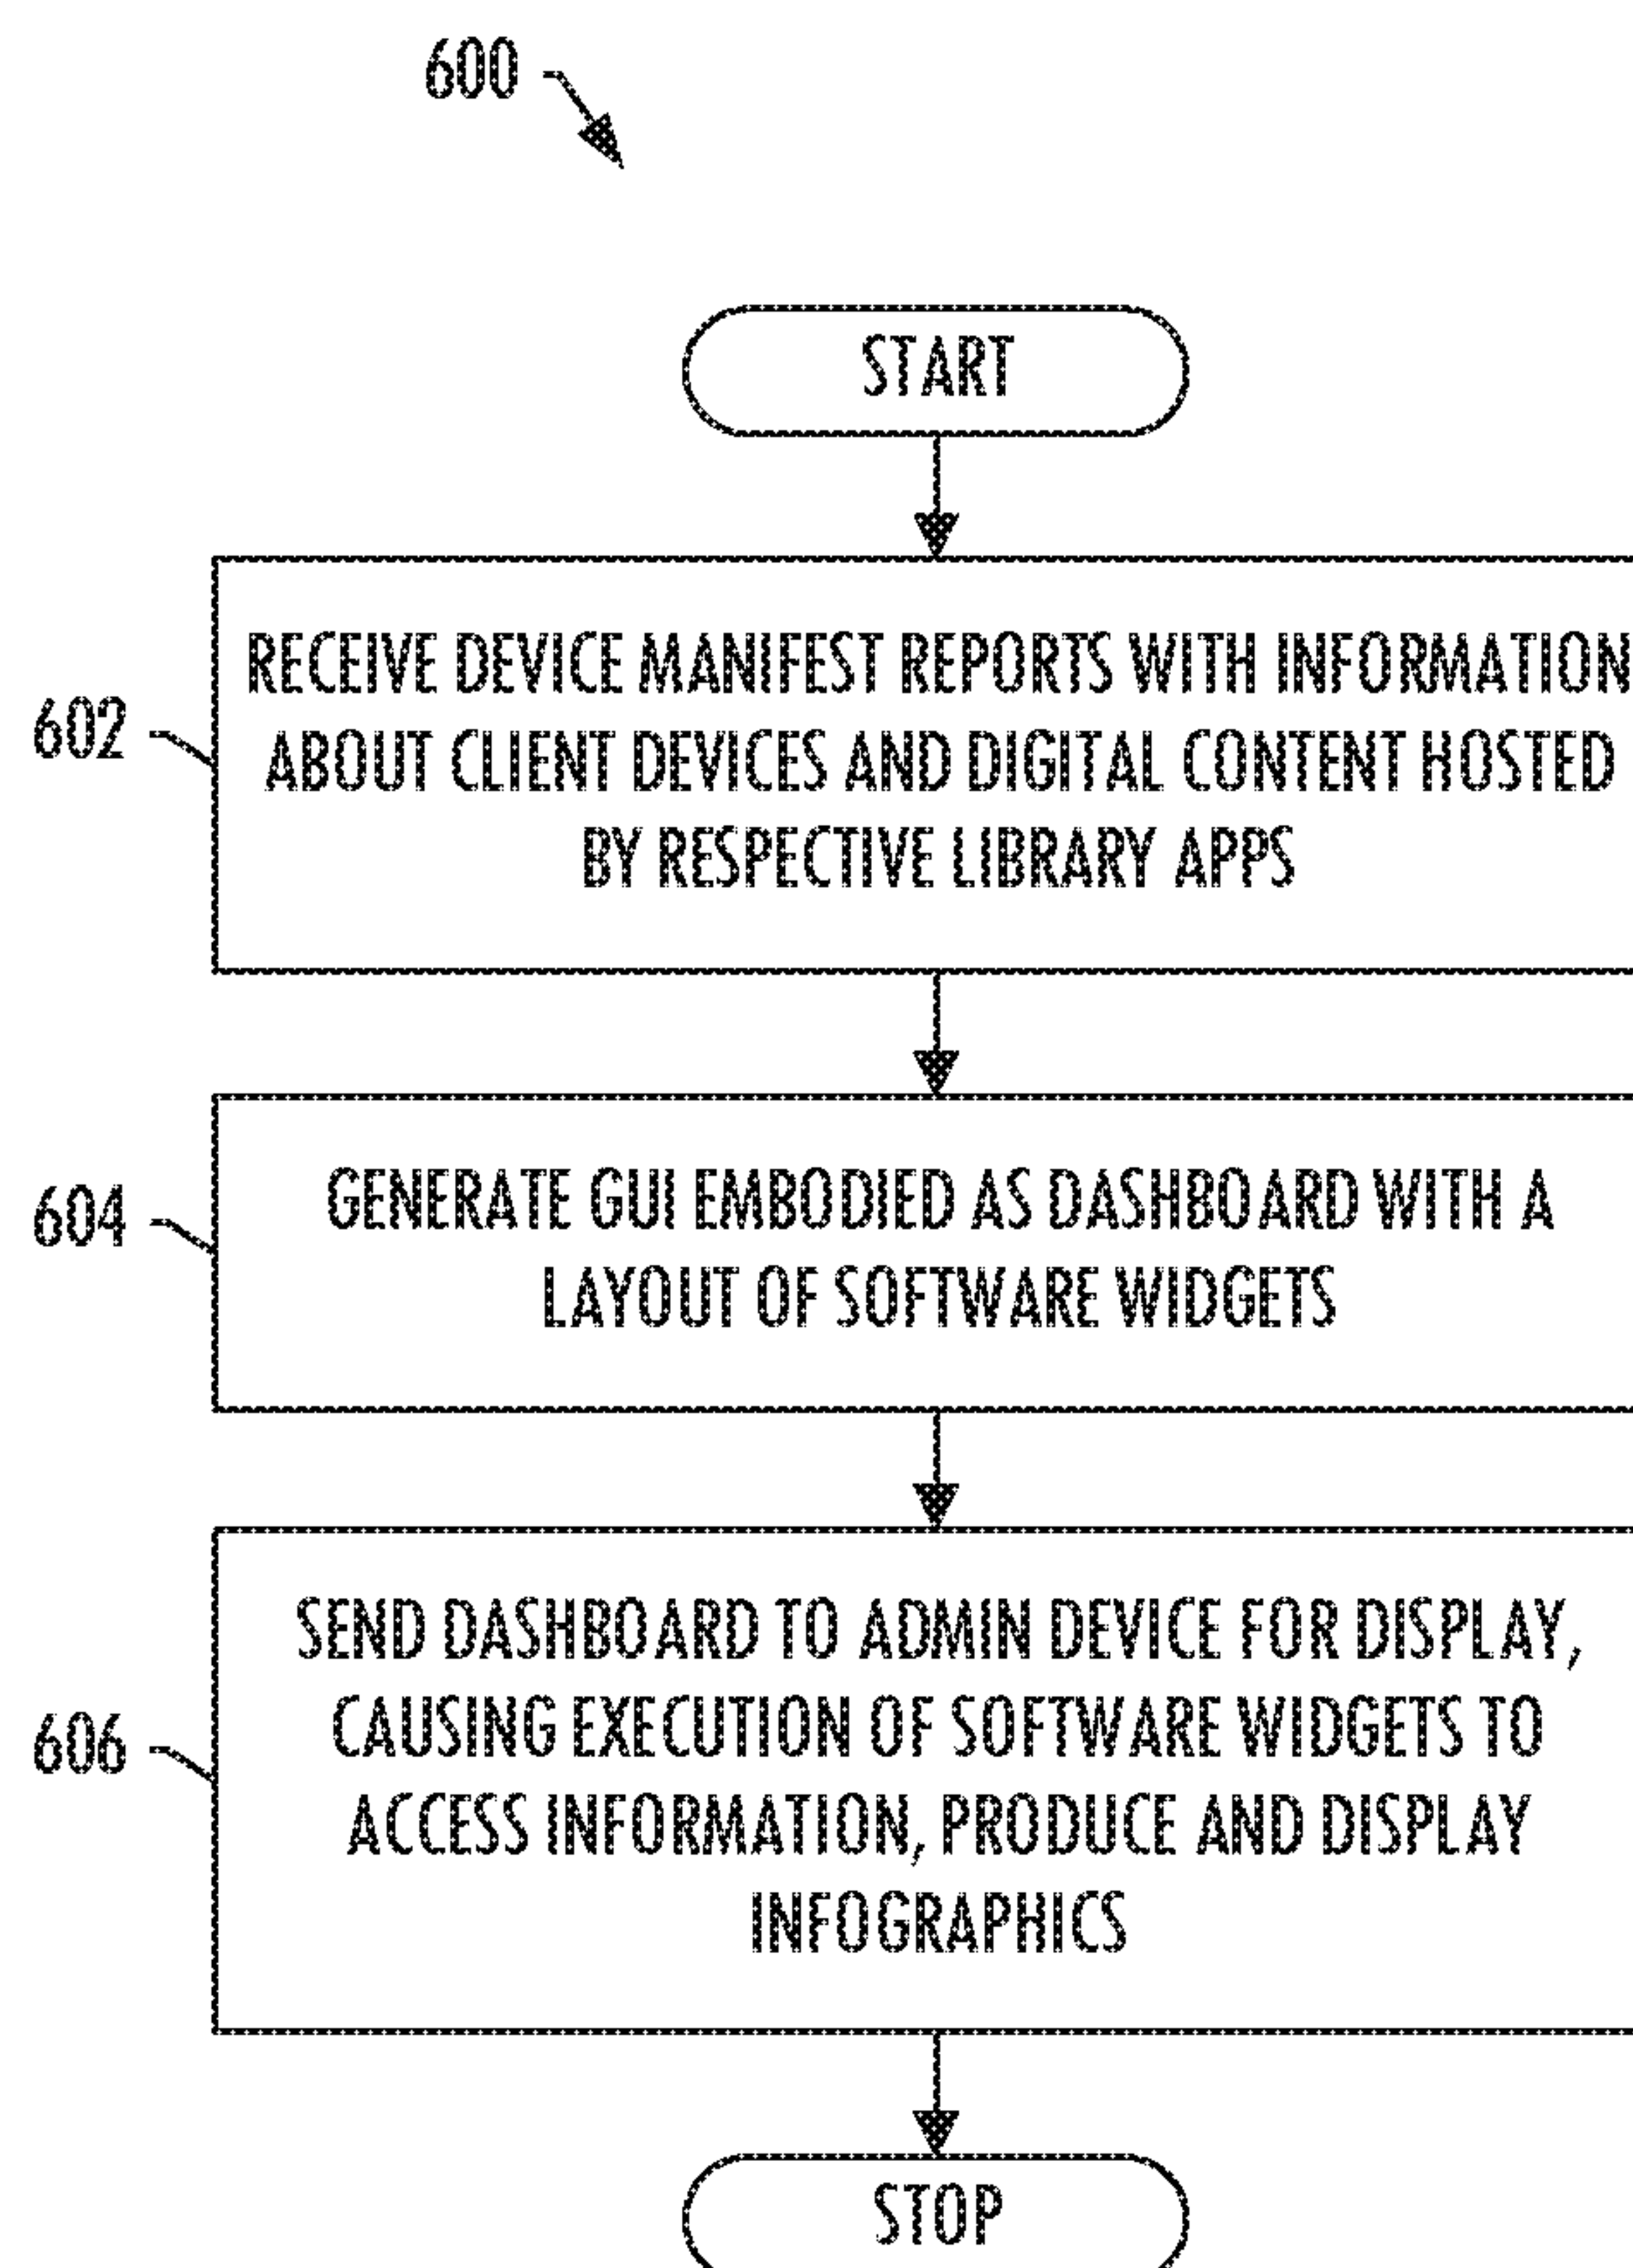 600
START
602
RECEIVE DEVICE MANIFEST REPORTS WITH INFORMATION
ABOUT CLIENT DEVICES AND DIGITAL CONTENT HOSTED
BY RESPECTIVE LIBRARY APPS
604
GENERATE GUI EMBODIED AS DASHBOARD WITH A
LAYOUT OF SOFTWARE WIDGETS
606
SEND DASHBOARD TO ADMIN DEVICE FOR DISPLAY,
CAUSING EXECUTION OF SOFTWARE WIDGETS TO
ACCESS INFORMATION, PRODUCE AND DISPLAY
INFOGRAPHICS
STOP